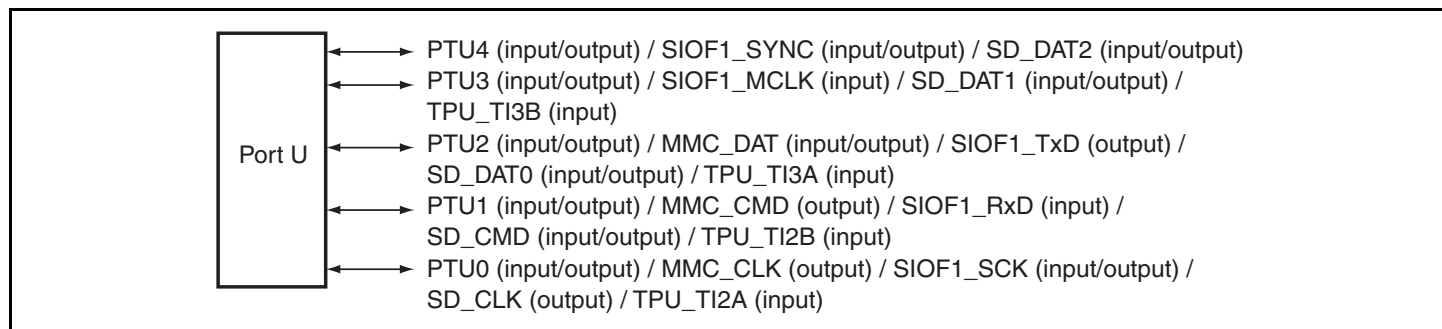 Port U
PTU4 (input/output) / SIOF1_SYNC (input/output) / SD_DAT2 (input/output)
PTU3 (input/output) / SIOF1_MCLK (input) / SD_DAT1 (input/output) /
TPU_TI3B (input)
PTU2 (input/output) / MMC_DAT (input/output) / SIOF1_TxD (output) /
SD_DAT0 (input/output) / TPU_TI3A (input)
PTU1 (input/output) / MMC_CMD (output) / SIOF1_RxD (input) /
SD_CMD (input/output) / TPU_TI2B (input)
PTU0 (input/output) / MMC_CLK (output) / SIOF1_SCK (input/output) /
SD_CLK (output) / TPU_TI2A (input)